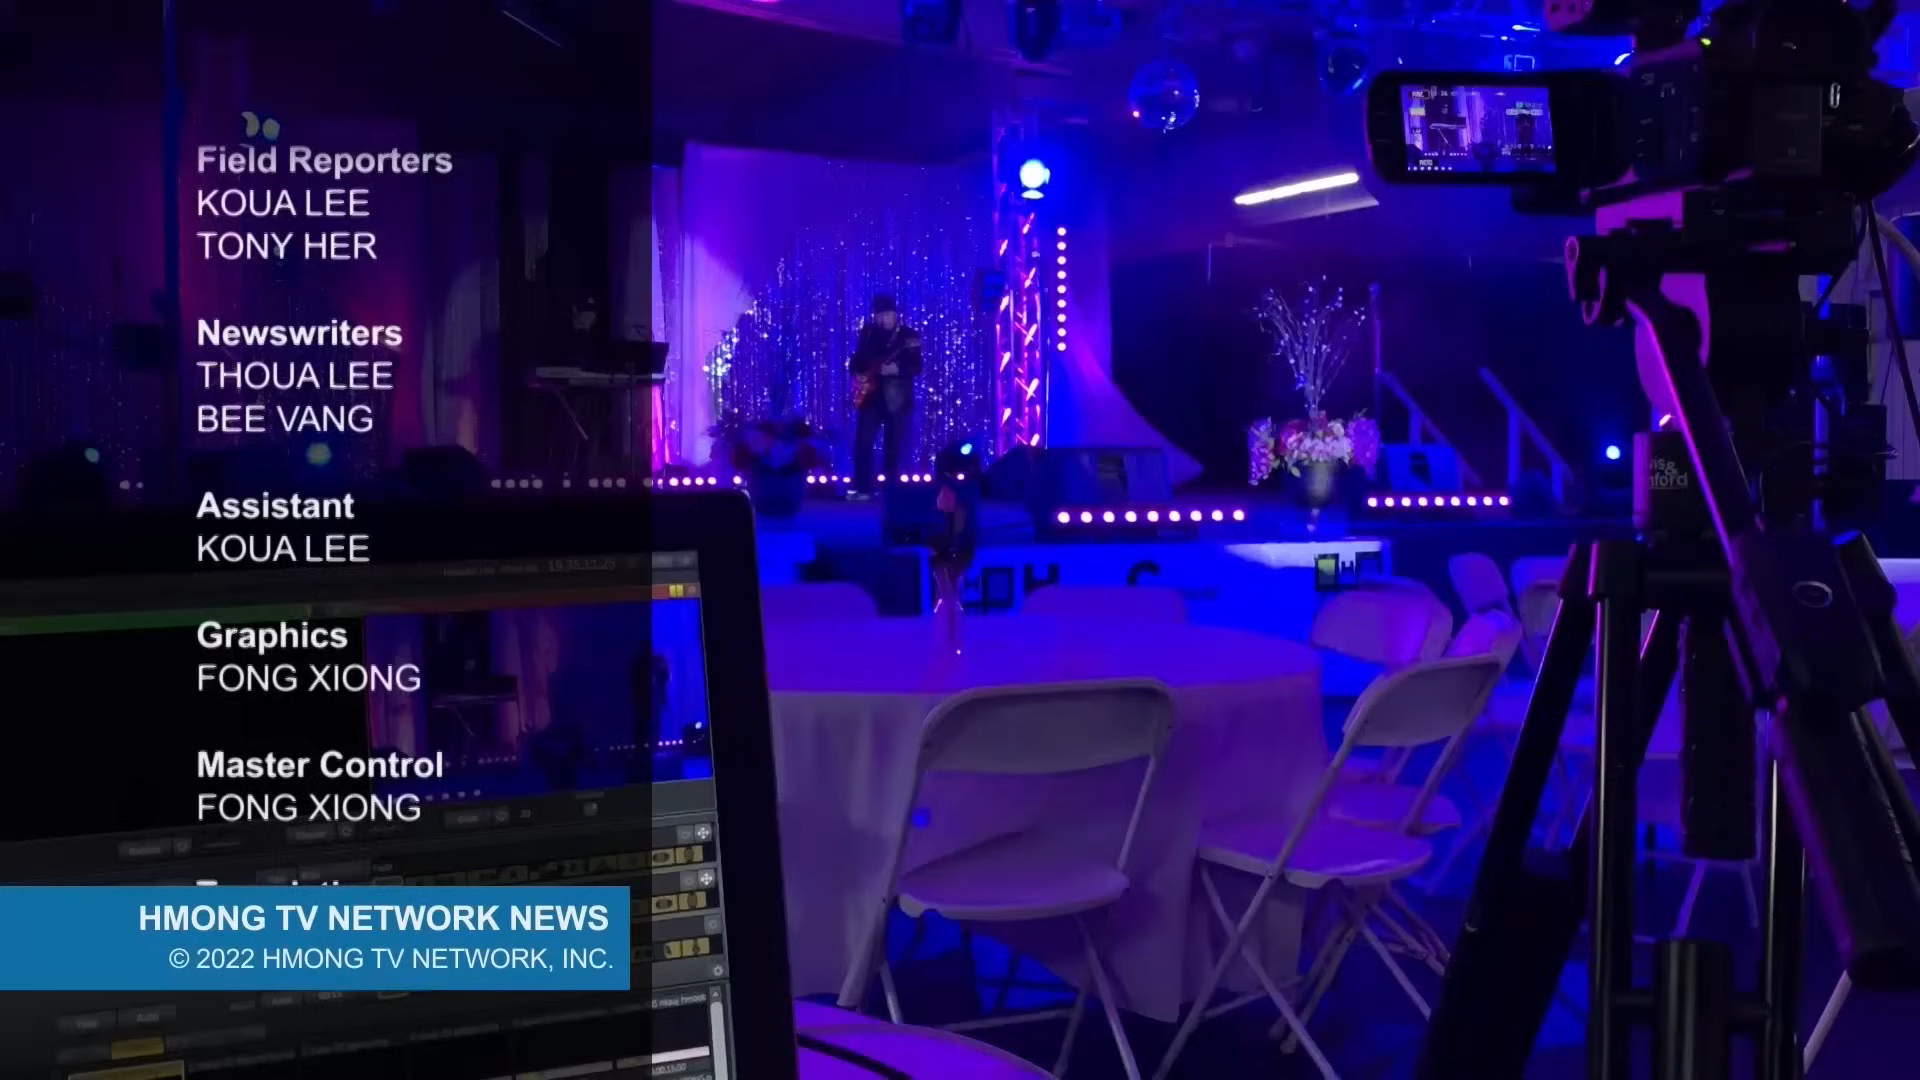 Field Reporters
KOUA LEE
TONY HER
Newswriters
THOUA LEE
BEE VANG
Assistant
KOUA LEE
Graphics
FONG XIONG
Master Control
FONG XIONG
HMONG TV NETWORK NEWS
© 2022 HMONG TV NETWORK, INC.